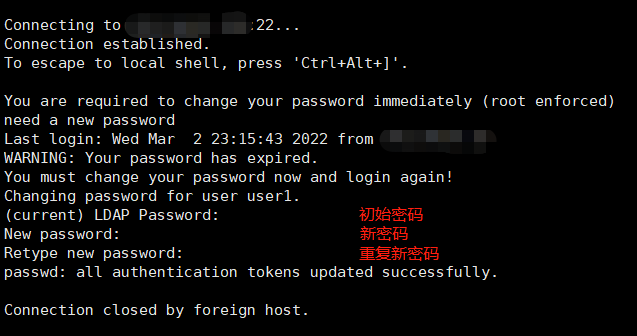 Connecting to :22...
Connection established.
To escape to local shell, press 'Ctrl+Alt+]'.
You are required to change your password immediately (root enforced)
need a new password
Last login: Wed Mar  2 23:15:43 2022 from
WARNING: Your password has expired.
You must change your password now and login again!
Changing password for user user1.
(current) LDAP Password: 初始密码
New password: 新密码
Retype new password: 重复新密码
passwd: all authentication tokens updated successfully.
Connection closed by foreign host.